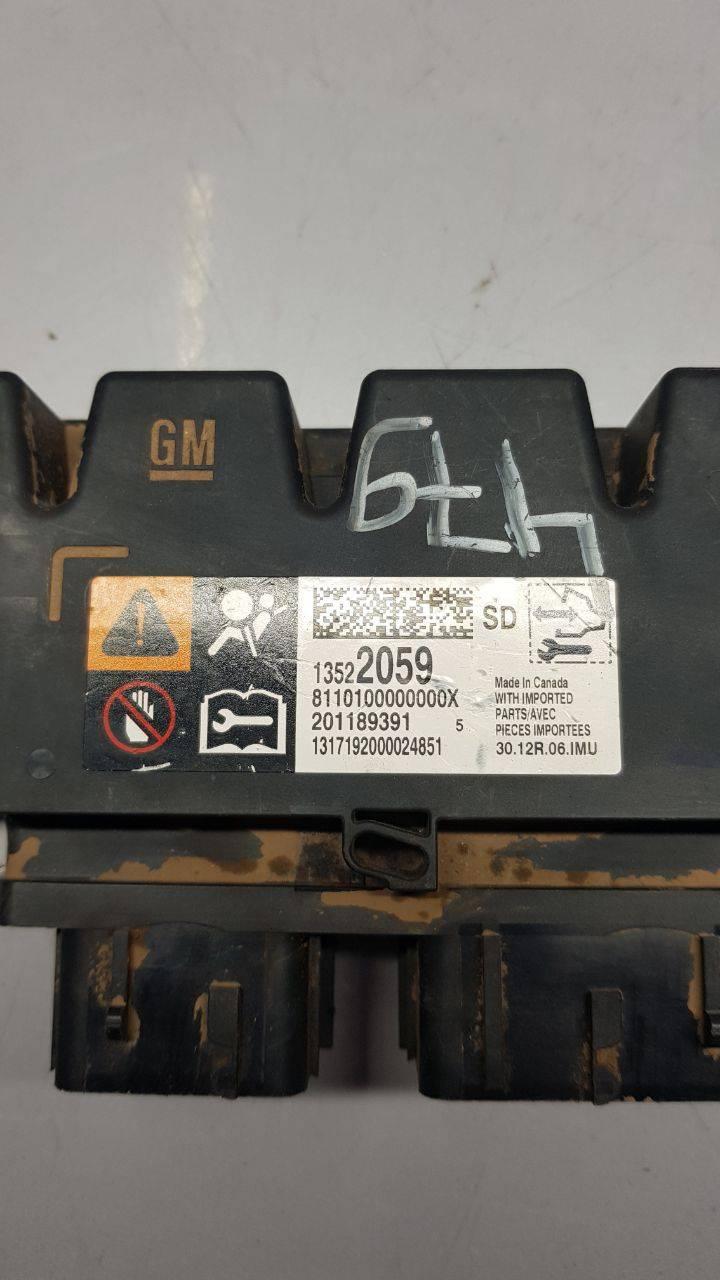 GM
479
SD
13522059
8110100000000X
201189391 5
1317192000024851
Made In Canada
WITH IMPORTED
PARTS/AVEC
PIECES IMPORTEES
30.12R.06.IMU